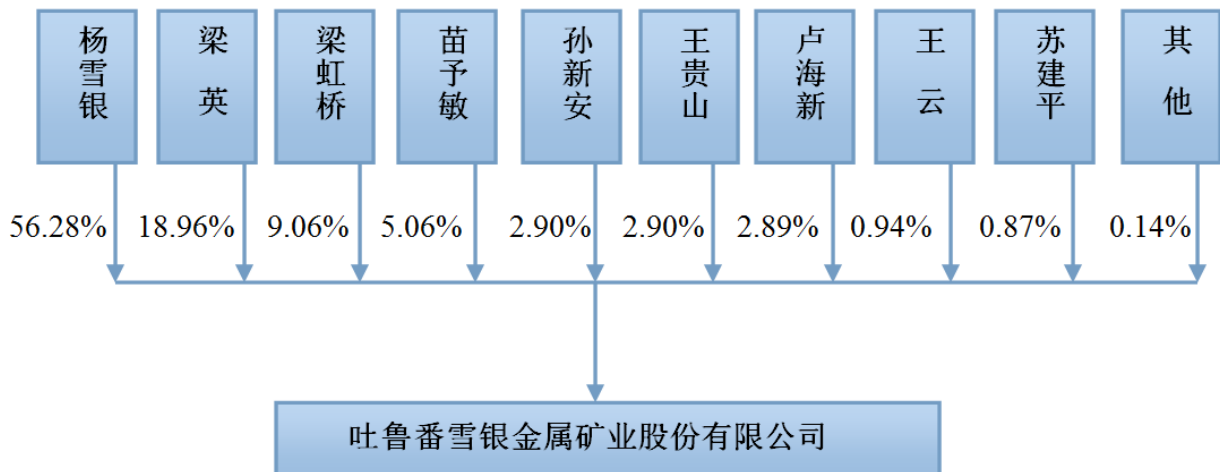 杨雪银
梁英
梁虹桥
苗予敏
孙新安
王贵山
卢海新
王云
苏建平
其他
56.28%
18.96%
9.06%
5.06%
2.90%
2.90%
2.89%
0.94%
0.87%
0.14%
吐鲁番雪银金属矿业股份有限公司